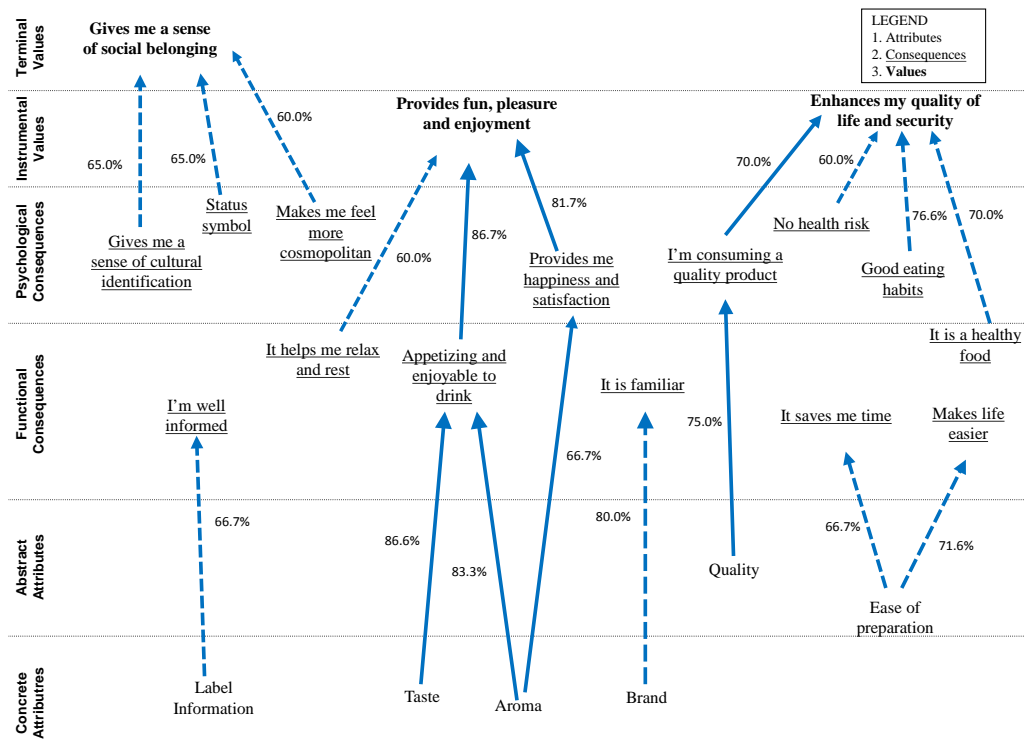 Terminal
Values
Gives me a sense
of social belonging
LEGEND
1. Attributes
2. Consequences
3. Values
Instrumental
Values
Provides fun, pleasure
and enjoyment
Enhances my quality of
life and security
65.0%
65.0%
60.0%
70.0%
60.0%
Psychological
Consequences
Gives me a
sense of cultural
identification
Status
symbol
Makes me feel
more
cosmopolitan
60.0%
86.7%
81.7%
Provides me
happiness and
satisfaction
I'm consuming a
quality product
No health risk
76.6%
70.0%
Good eating
habits
Functional
Consequences
I'm well
informed
It helps me relax
and rest
Appetizing and
enjoyable to
drink
It is familiar
75.0%
It saves me time
Makes life
easier
It is a healthy
food
66.7%
Abstract
Attributes
66.7%
86.6%
83.3%
80.0%
Quality
66.7%
71.6%
Ease of
preparation
Concrete
Attributres
Label
Information
Taste
Aroma
Brand